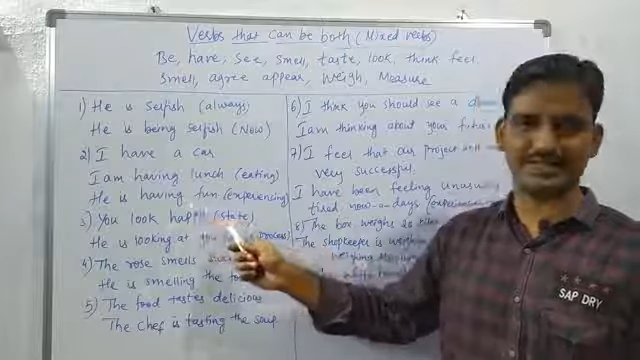 Verbs that can be both (Mixed verbs)
Be, have, see, smell, taste, look, think feel
smell, agree appear, weigh, Measure
1) He is selfish (always)
He is being selfish (Now)
2) I have a car
I am having lunch (eating)
He is having fun (experiencing)
3) You look (state)
He is looking at process)
4) The rose smells
He is smelling the
5) The food tastes delicious
The chef is tasting the soup
6) I think you should see a
I am thinking about your
7) I feel that our project
very successful.
I have been feeling
tired now-a-days
8) The box weighs 20
The shopkeeper is
SAP DRY